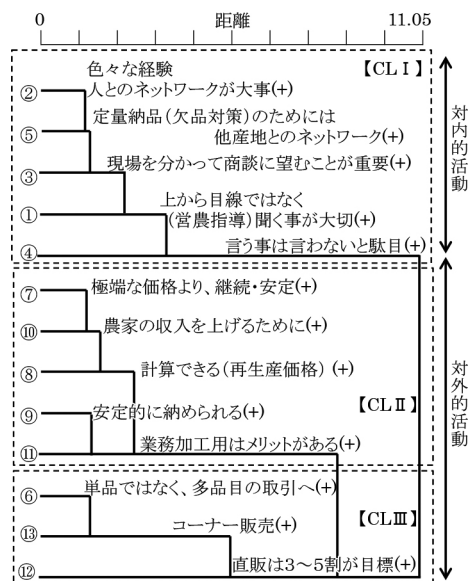 0 距離 11.05
【CLⅠ】
色々な経験
② 人とのネットワークが大事(+)
定量納品(欠品対策)のためには
⑤ 他産地とのネットワーク(+)
③ 現場を分かって商談に望むことが重要(+)
上から目線ではなく
① (営農指導)聞く事が大切(+)
④ 言う事は言わないと駄目(+)
対内的活動
⑦ 極端な価格より、継続・安定(+)
⑩ 農家の収入を上げるために(+)
⑧ 計算できる(再生産価格) (+)
【CLⅡ】
⑨ 安定的に納められる(+)
⑪ 業務加工用はメリットがある(+)
対外的活動
⑥ 単品ではなく、多品目の取引へ(+)
⑬ コーナー販売(+)
【CLⅢ】
⑫ 直販は3～5割が目標(+)